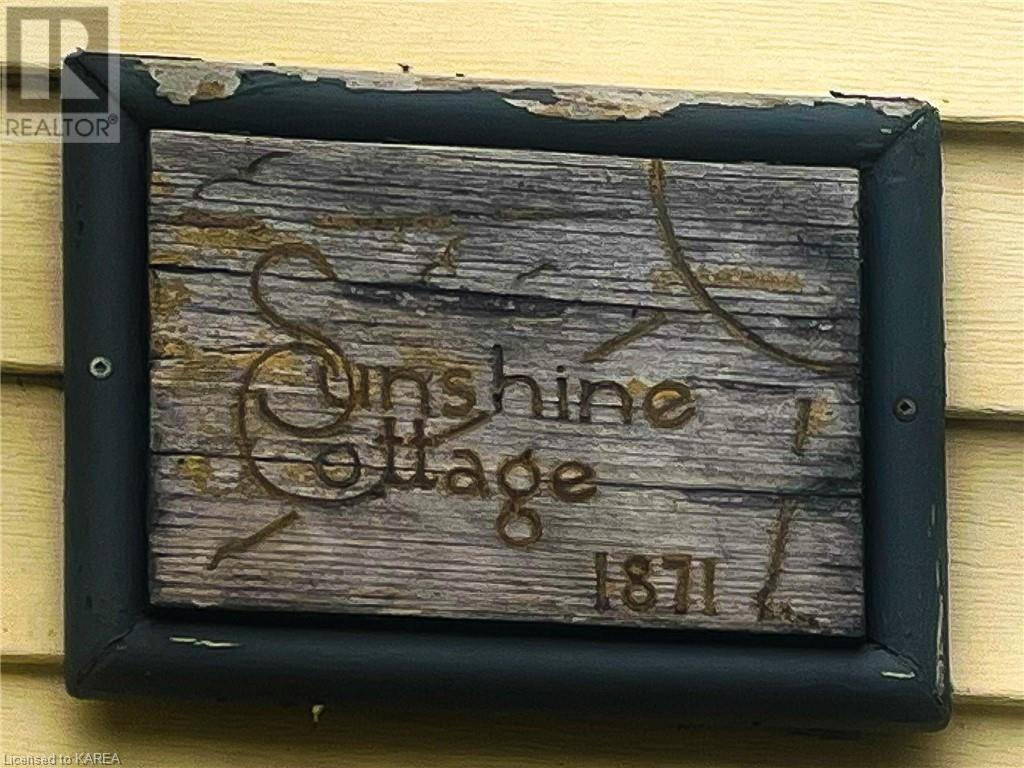 REALTOR®
Sunshine
Cottage
1871
Licensed to KAREA